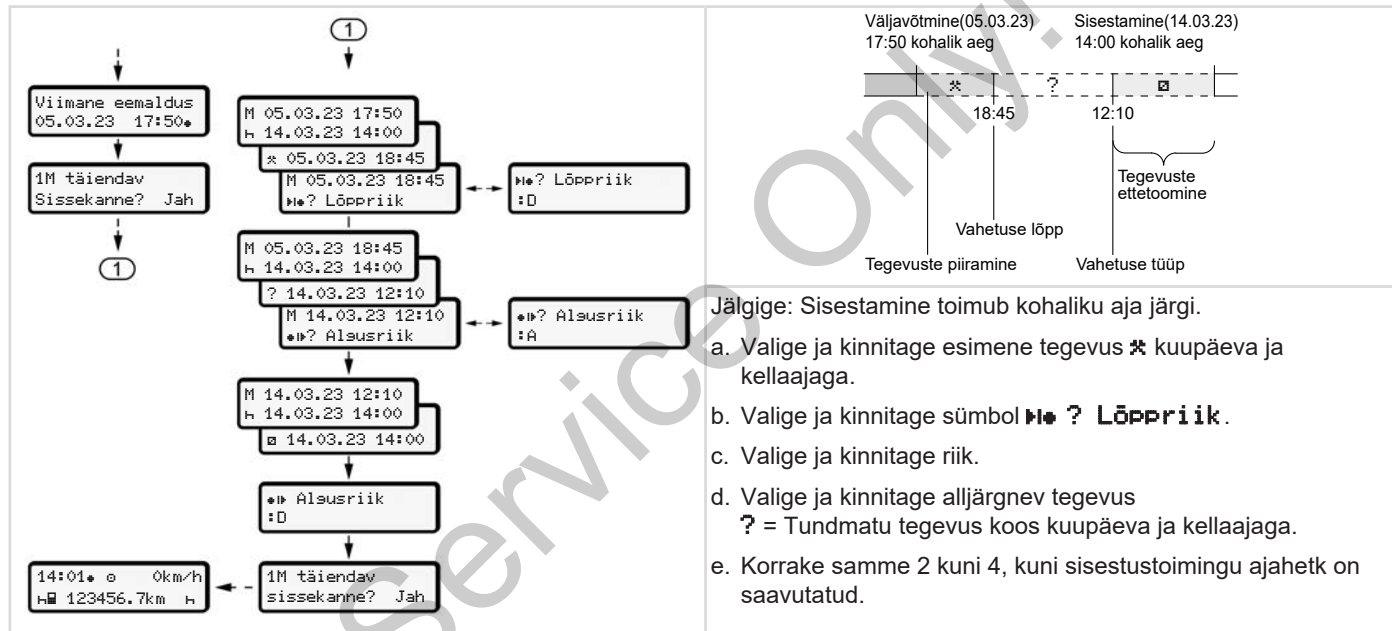 1
Viimane eemaldus
05.03.23 17:50
1M täiendav
Sissekanne? Jah
1
M 05.03.23 17:50
14.03.23 14:00
05.03.23 18:45
M 05.03.23 18:45
? Lõppriik
? Lõppriik
:D
M 05.03.23 18:45
14.03.23 14:00
? 14.03.23 12:10
M 14.03.23 12:10
? Algusriik
? Algusriik
:A
M 14.03.23 12:10
14.03.23 14:00
14.03.23 14:00
Algusriik
:D
1M täiendav
sissekanne? Jah
14:01 0km/h
123456.7km
Väljavõtmine(05.03.23)
17:50 kohalik aeg
Sisestamine(14.03.23)
14:00 kohalik aeg
?
18:45
12:10
Tegevuste
ettetoomine
Vahetuse lõpp
Tegevuste piiramine
Vahetuse tüüp
Jälgige: Sisestamine toimub kohaliku aja järgi.
a. Valige ja kinnitage esimene tegevus kuupäeva ja
kellaajaga.
b. Valige ja kinnitage sümbol ? Lõppriik.
c. Valige ja kinnitage riik.
d. Valige ja kinnitage alljärgnev tegevus
? = Tundmatu tegevus koos kuupäeva ja kellaajaga.
e. Korrake samme 2 kuni 4, kuni sisestustoimingu ajahetk on
saavutatud.
Service Only!